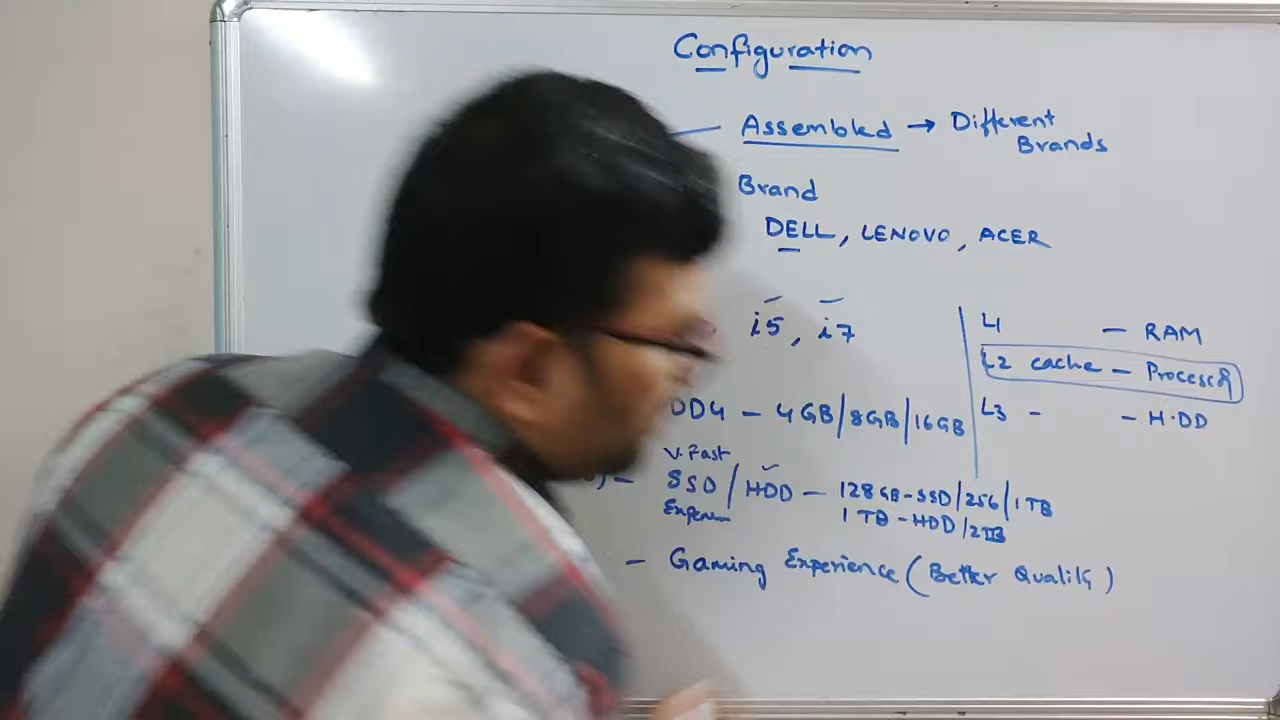 Configuration
Assembled → Different
Brands
Brand
DELL, LENOVO, ACER
i5, i7
L1 - RAM
L2 cache - Processor
L3 - - H.DD
DD4 - 4GB/8GB/16GB
V. Fast
SSD / HDD - 128GB-SSD/256/1TB
1TB-HDD/2TB
- Gaming Experience (Better Quality)